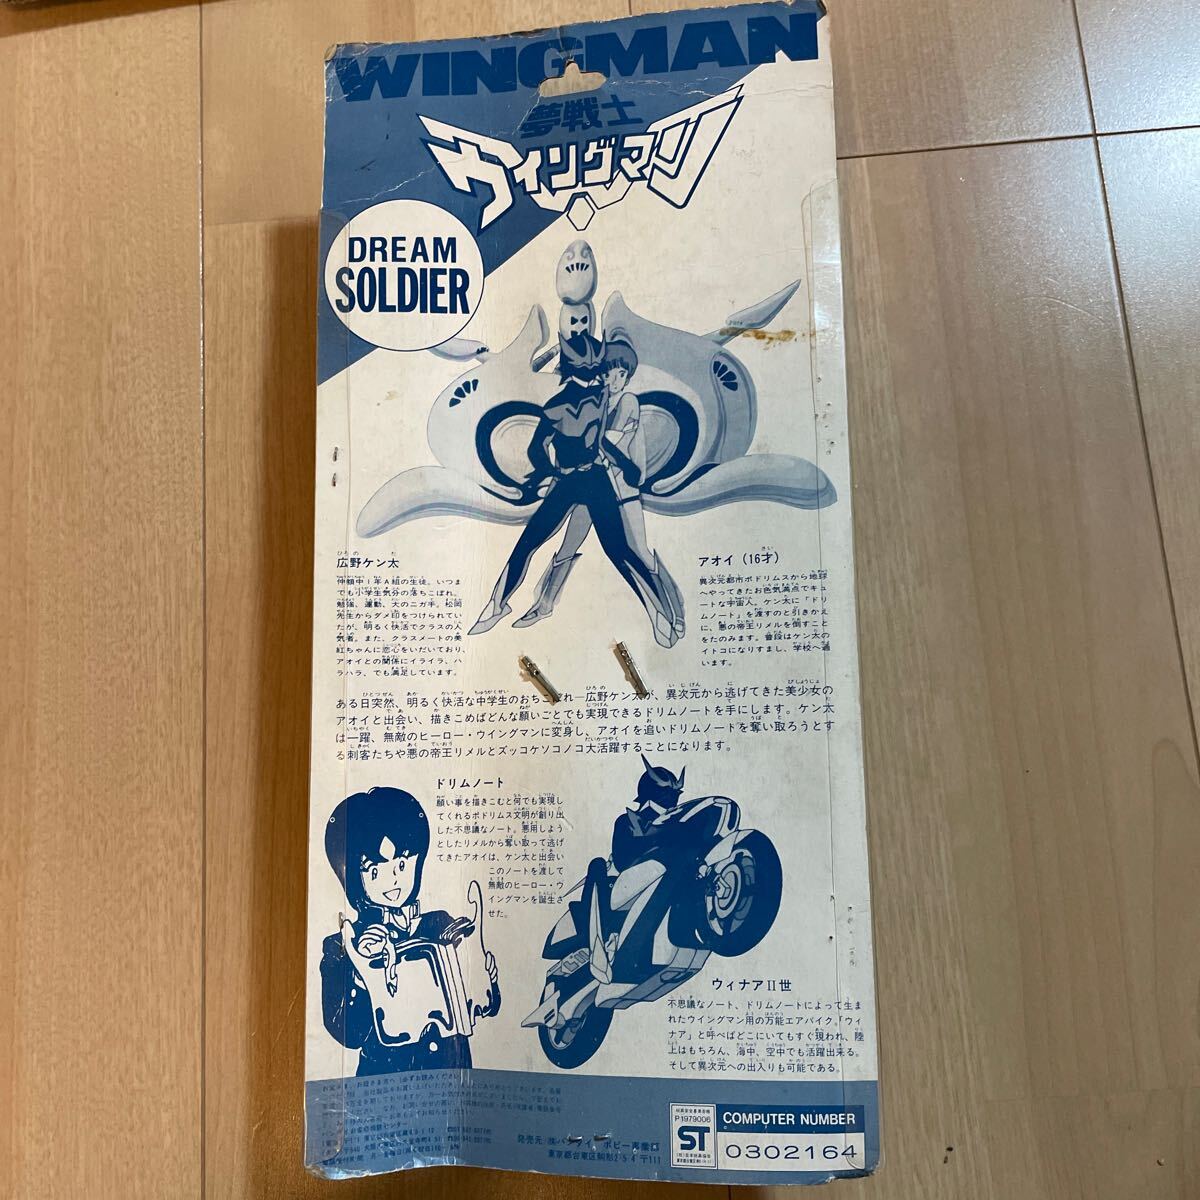 WINGMAN
夢戦士
ウイングマン
DREAM
SOLDIER
広野ケン太
仲額中1年A組の生徒。いつま
でも小学生気分の落ちこぼれ。
勉強、運動、犬のニガ手。松岡
先生からダメ印をつけられてい
たが、明るく快活でクラスの人
気者。また、クラスメートの美
紅ちゃんに恋心をいだいており、
アオイとの関係にイライラ、ハ
ラハラ、でも満足しています。
アオイ(16才)
異次元都市ポドリムスから地球
へやってきたお色気満点でキュ
ートな宇宙人。ケン太に「ドリ
ムノート」を渡すのと引きかえ
に、悪の帝王リメルを倒すこと
をたのみます。普段はケン太の
イトコになりすまし、学校へ通
います。
ある日突然、明るく快活な中学生のおちこぼれ―広野ケン太が、異次元から逃げてきた美少女の
アオイと出会い、描きこめばどんな願いごとでも実現できるドリムノートを手にします。ケン太
は一躍、無敵のヒーロー・ウイングマンに変身し、アオイを追いドリムノートを奪い取ろうとす
る刺客たちや悪の帝王リメルとズッコケソコノコ大活躍することになります。
ドリムノート
願い事を描きこむと何でも実現し
てくれるポドリムス文明が創り出
した不思議なノート。悪用しよう
としたリメルから奪い取って逃げ
てきたアオイは、ケン太と出会い
このノートを渡して
無敵のヒーロー・ウ
イングマンを誕生さ
せた。
ウィナアII世
不思議なノート、ドリムノートによって生ま
れたウイングマン用の万能エアバイク。「ウィ
ナア」と呼べばどこにいてもすぐ現われ、陸
上はもちろん、海中、空中でも活躍出来る。
そして異次元への出入りも可能である。
発売元
東京都台東区駒形2-5-4 〒111
P1979006
ST
COMPUTER NUMBER
0302164